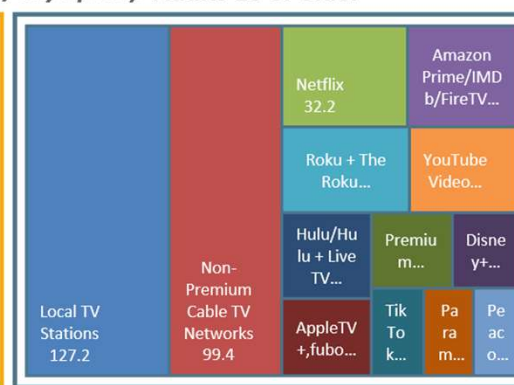 Local TV
Stations
127.2
Non-
Premium
Cable TV
Networks
99.4
Netflix
32.2
Amazon
Prime/IMD
b/FireTV...
Roku + The
Roku...
YouTube
Video...
Hulu/Hu
lu + Live
TV...
Premiu
m...
Disne
y+...
AppleTV
+,fubo...
Tik
To
k...
Pa
ra
m...
Pe
ac
o...